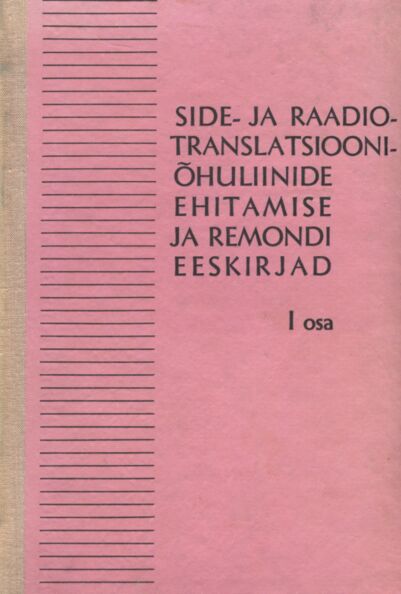 SIDE- JA RAADIO-
TRANSLATSIOONI-
ÕHULIINIDE
EHITAMISE
JA REMONDI
EESKIRJAD
I osa